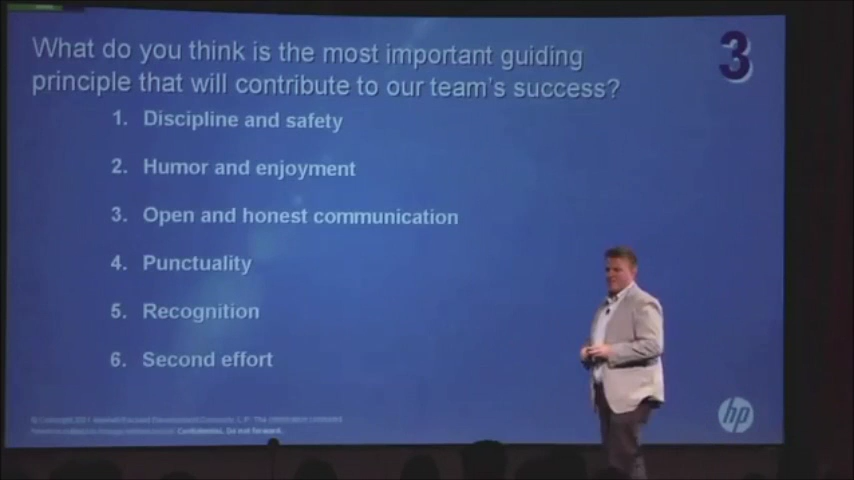 What do you think is the most important guiding
3
principle that will contribute to our team's success?
1. Discipline and safety
2. Humor and enjoyment
3. Open and honest communication
4. Punctuality
5. Recognition
6. Second effort
hp
Confidential. Do not forward.